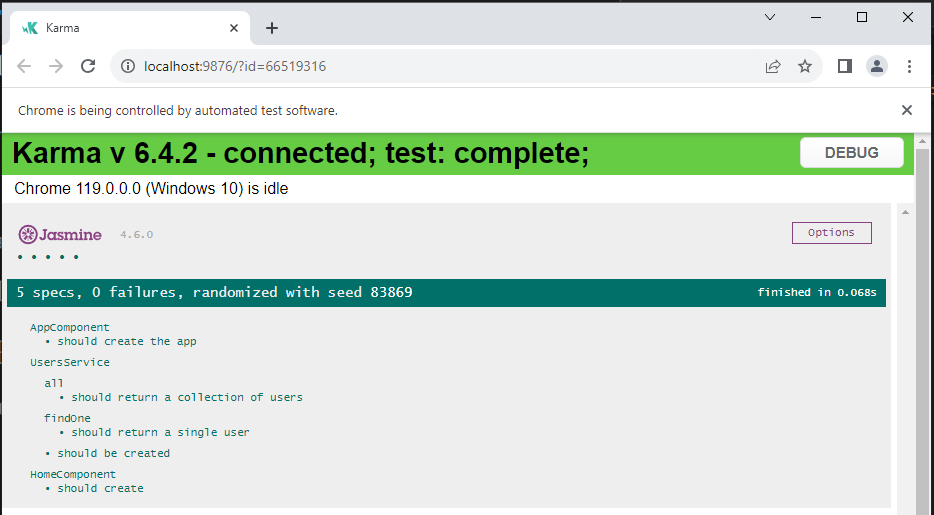 Karma
localhost:9876/?id=66519316
Chrome is being controlled by automated test software.
Karma v 6.4.2 - connected; test: complete;
DEBUG
Chrome 119.0.0.0 (Windows 10) is idle
Jasmine 4.6.0
Options
5 specs, 0 failures, randomized with seed 83869
finished in 0.068s
AppComponent
• should create the app
UsersService
all
• should return a collection of users
findOne
• should return a single user
• should be created
HomeComponent
• should create